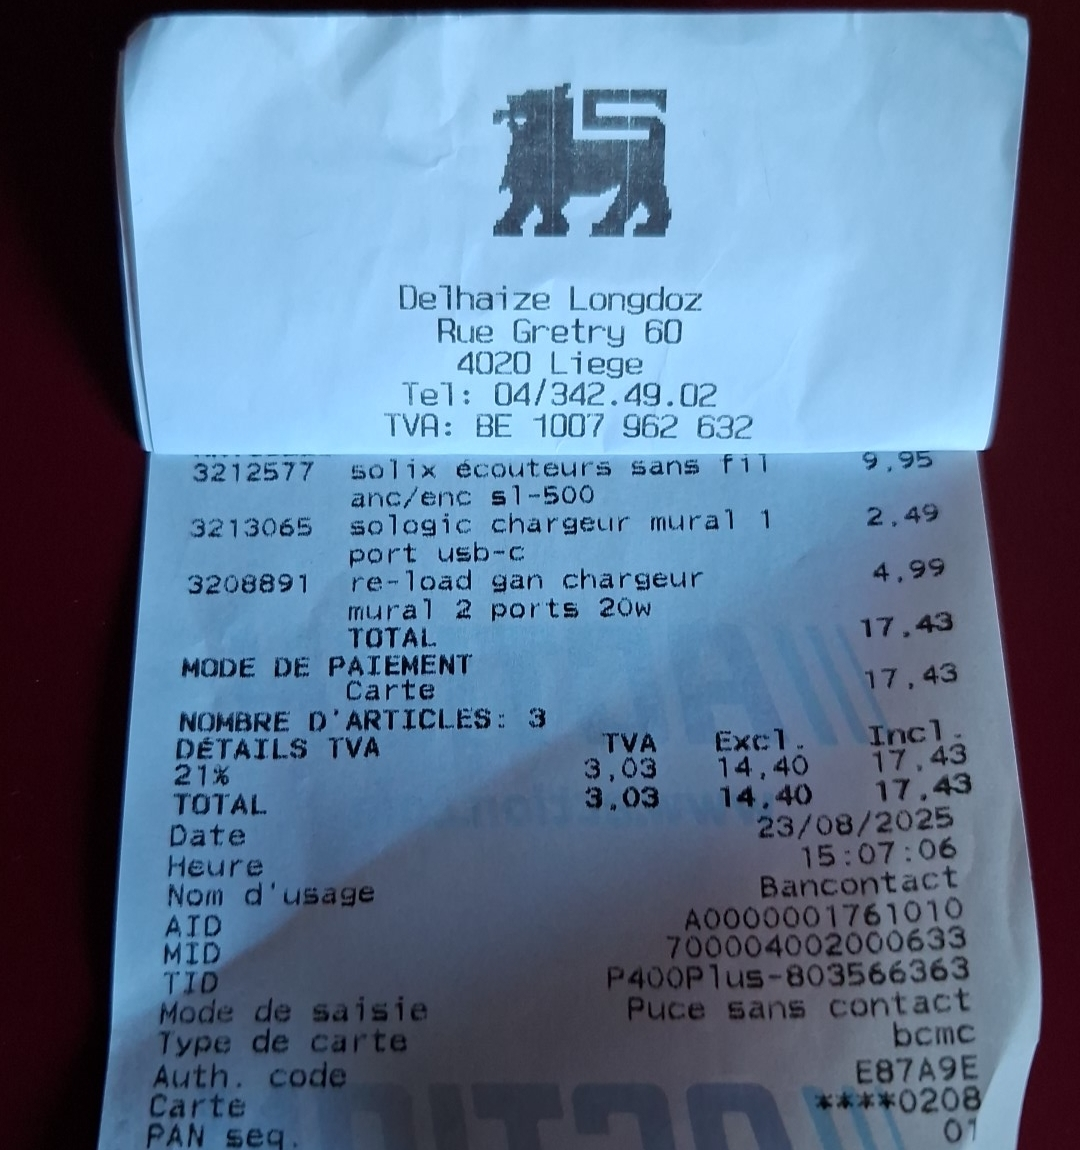 Delhaize Longdoz
Rue Gretry 60
4020 Liege
Tel: 04/342.49.02
TVA: BE 1007 962 632
3212577 solix écouteurs sans fil 9,95
anc/enc sl-500
3213065 sologic chargeur mural 1 2,49
port usb-c
3208891 re-load gan chargeur 4,99
mural 2 ports 20w
TOTAL 17,43
MODE DE PAIEMENT
Carte 17,43
NOMBRE D'ARTICLES: 3
DÉTAILS TVA TVA Excl. Incl.
21% 3,03 14,40 17,43
TOTAL 3,03 14,40 17,43
Date 23/08/2025
Heure 15:07:06
Nom d'usage Bancontact
AID A0000001761010
MID 700004002000633
TID P400Plus-803566363
Mode de saisie Puce sans contact
Type de carte bcmc
Auth. code E87A9E
Carte ****0208
PAN seq. 01